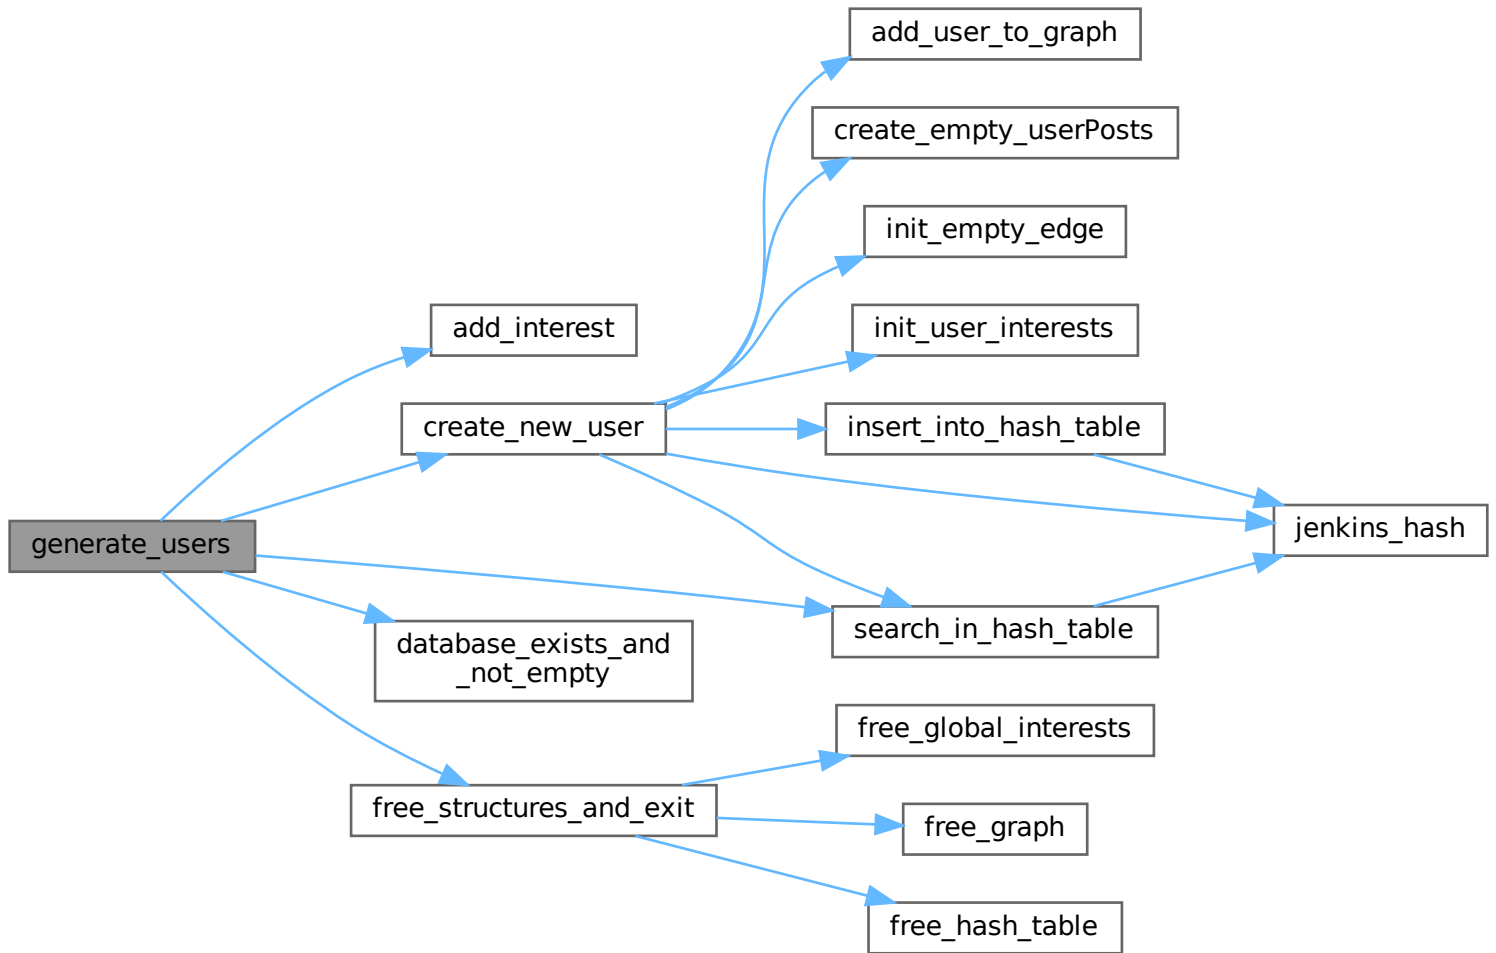 add_user_to_graph
create_empty_userPosts
init_empty_edge
add_interest
init_user_interests
create_new_user
insert_into_hash_table
generate_users
jenkins_hash
search_in_hash_table
database_exists_and
_not_empty
free_global_interests
free_structures_and_exit
free_graph
free_hash_table